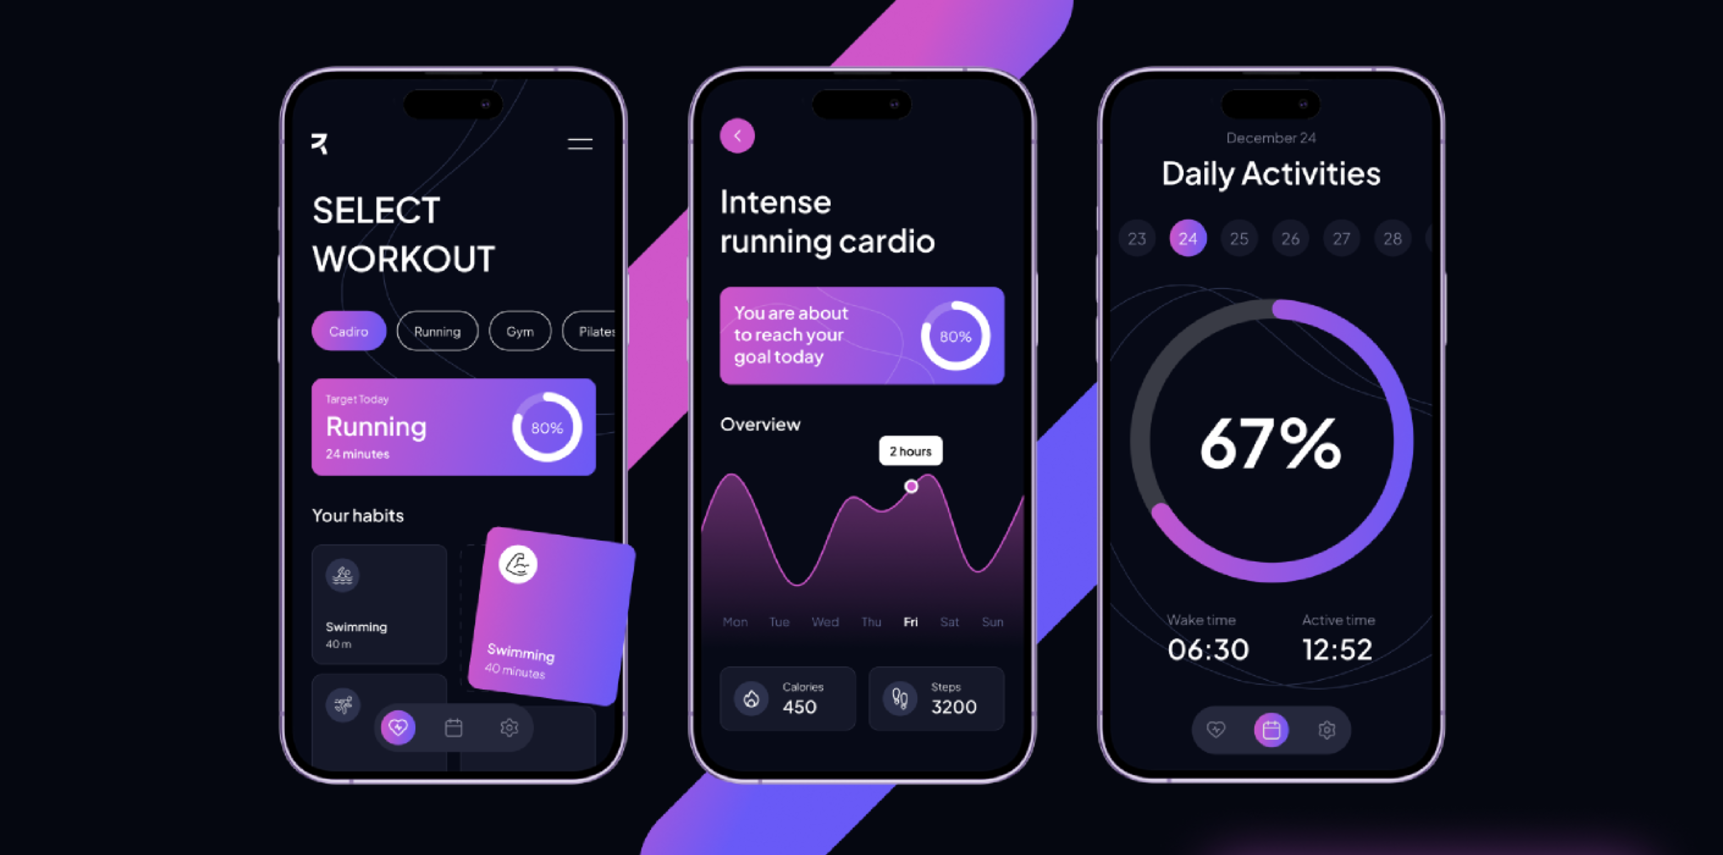 SELECT
WORKOUT
Cadiro
Running
Gym
Pilates
Target Today
Running
24 minutes
80%
Your habits
Swimming
40 m
Swimming
40 minutes
Intense
running cardio
You are about
to reach your
goal today
80%
Overview
2 hours
Mon Tue Wed Thu Fri Sat Sun
Calories
450
Steps
3200
December 24
Daily Activities
23 24 25 26 27 28
67%
Wake time
06:30
Active time
12:52